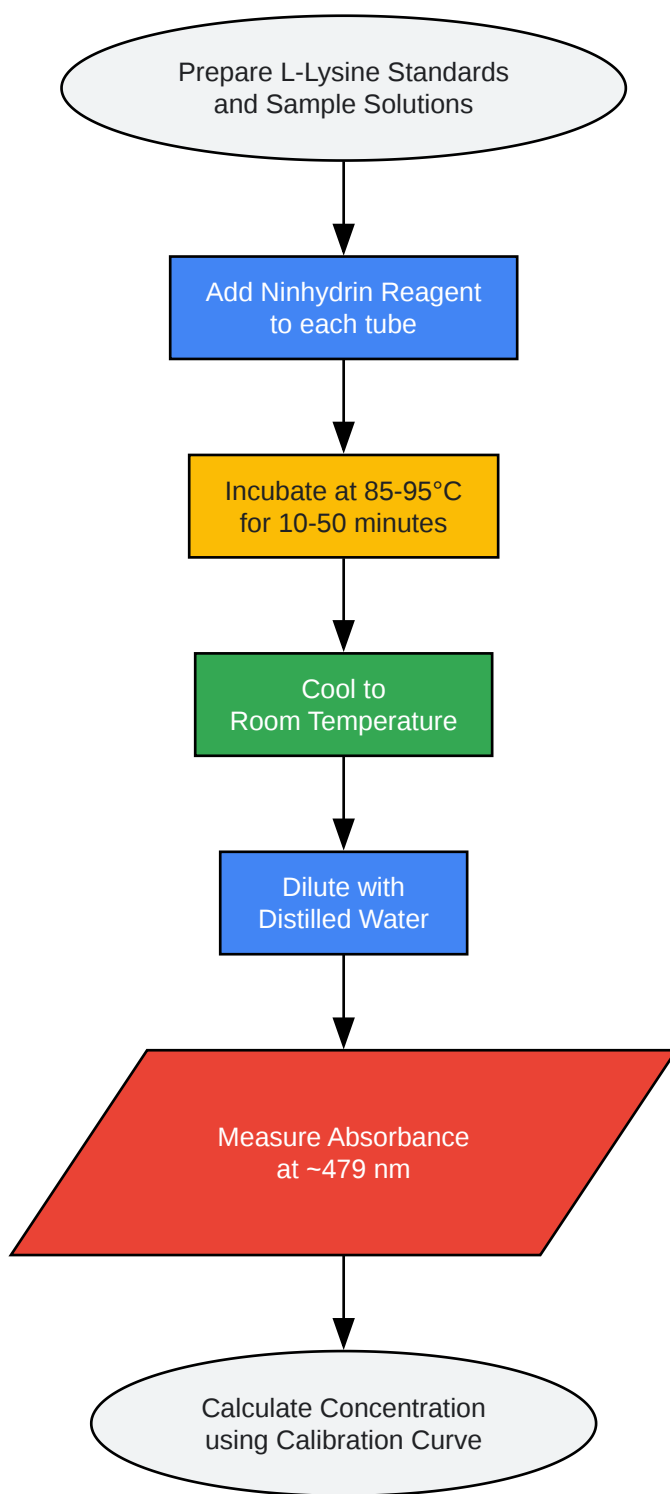 Prepare L-Lysine Standards
and Sample Solutions
Add Ninhydrin Reagent
to each tube
Incubate at 85-95°C
for 10-50 minutes
Cool to
Room Temperature
Dilute with
Distilled Water
Measure Absorbance
at ~479 nm
Calculate Concentration
using Calibration Curve